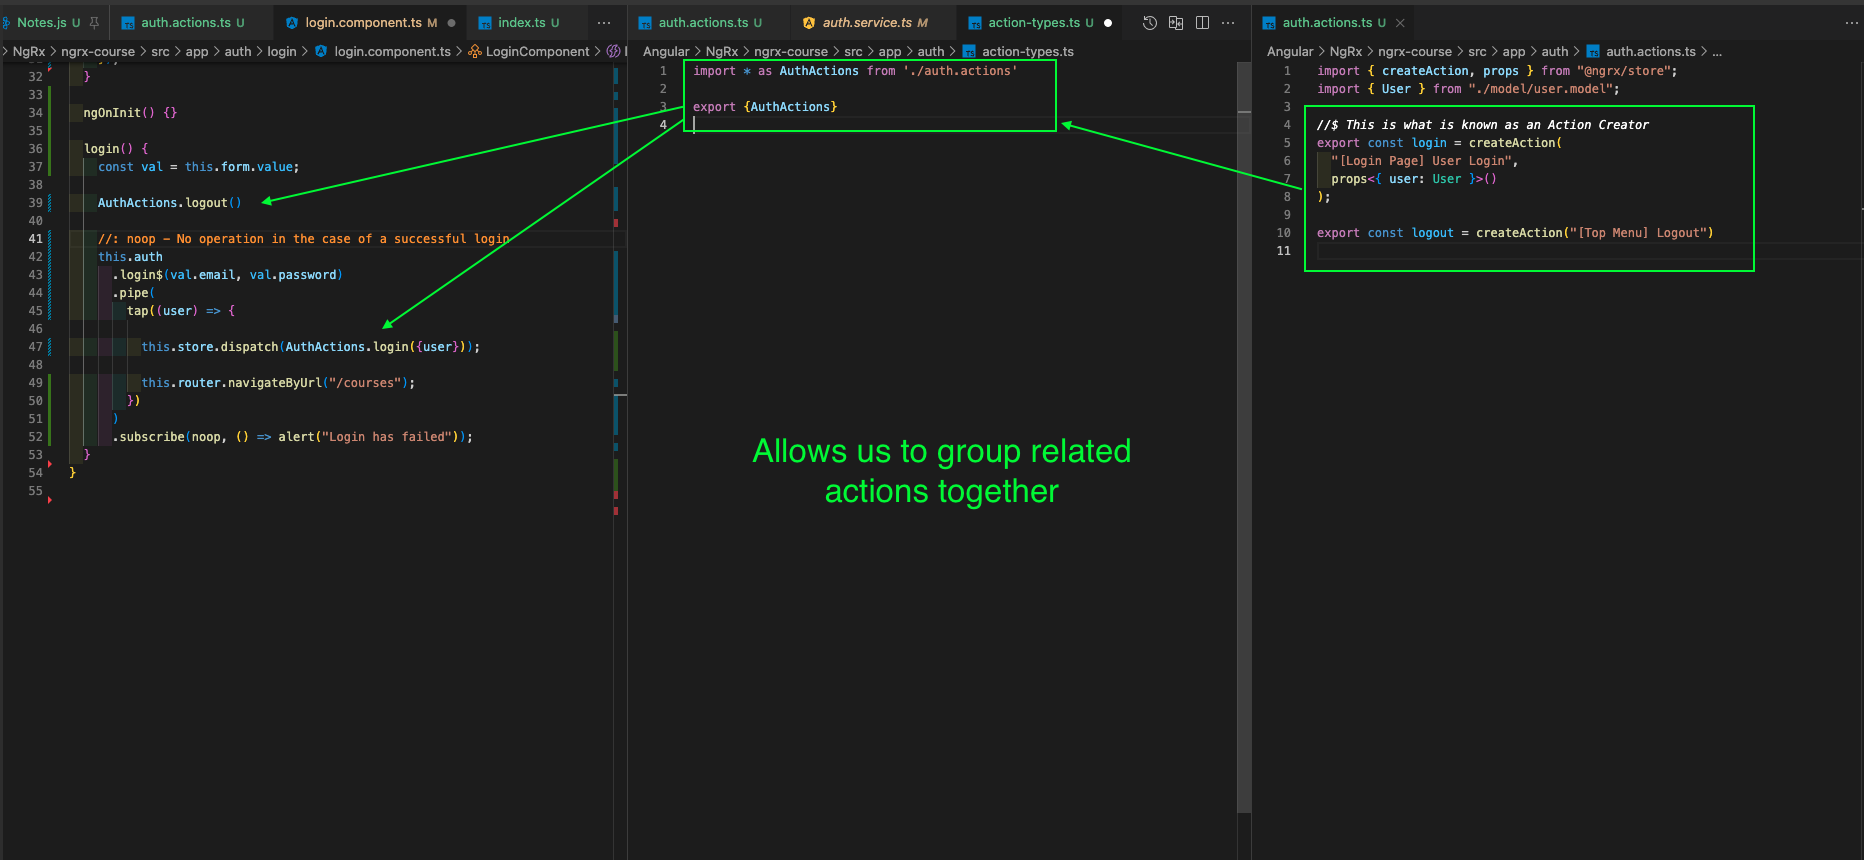 Notes.js U
auth.actions.ts U
login.component.ts M
index.ts U
auth.actions.ts U
auth.service.ts M
action-types.ts U
auth.actions.ts U
NgRx > ngrx-course > src > app > auth > login > login.component.ts > LoginComponent >
32 }
33
34 ngOnInit() {}
35
36 login() {
37 const val = this.form.value;
38
39 AuthActions.logout()
40
41 //: noop – No operation in the case of a successful login
42 this.auth
43 .login$(val.email, val.password)
44 .pipe(
45 tap((user) => {
46
47 this.store.dispatch(AuthActions.login({user}));
48
49 this.router.navigateByUrl("/courses");
50 })
51 )
52 .subscribe(noop, () => alert("Login has failed"));
53 }
54 }
55
Angular > NgRx > ngrx-course > src > app > auth > action-types.ts
1 import * as AuthActions from './auth.actions'
2
3 export {AuthActions}
4
Allows us to group related
actions together
Angular > NgRx > ngrx-course > src > app > auth > auth.actions.ts > ...
1 import { createAction, props } from "@ngrx/store";
2 import { User } from "./model/user.model";
3
4 //$ This is what is known as an Action Creator
5 export const login = createAction(
6 "[Login Page] User Login",
7 props<{ user: User }>()
8 );
9
10 export const logout = createAction("[Top Menu] Logout")
11